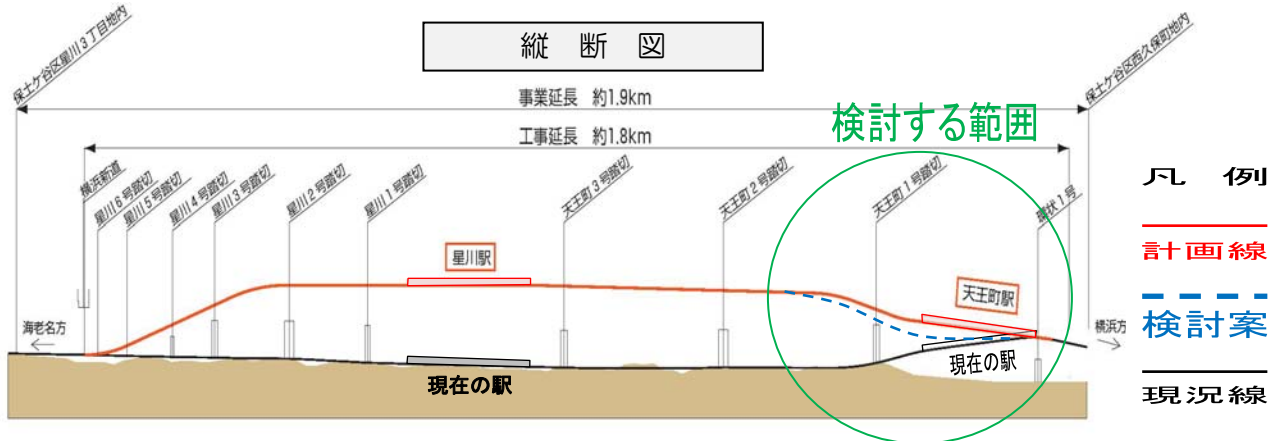 縦 断 図
保土ケ谷区星川3丁目地内
保土ケ谷区西久保町地内
事業延長 約1.9km
工事延長 約1.8km
検討する範囲
横浜新道
星川6号踏切
星川5号踏切
星川4号踏切
星川3号踏切
星川2号踏切
星川1号踏切
天王町3号踏切
天王町2号踏切
天王町1号踏切
環状1号
星川駅
天王町駅
海老名方
横浜方
現在の駅
現在の駅
凡 例
計画線
検討案
現況線